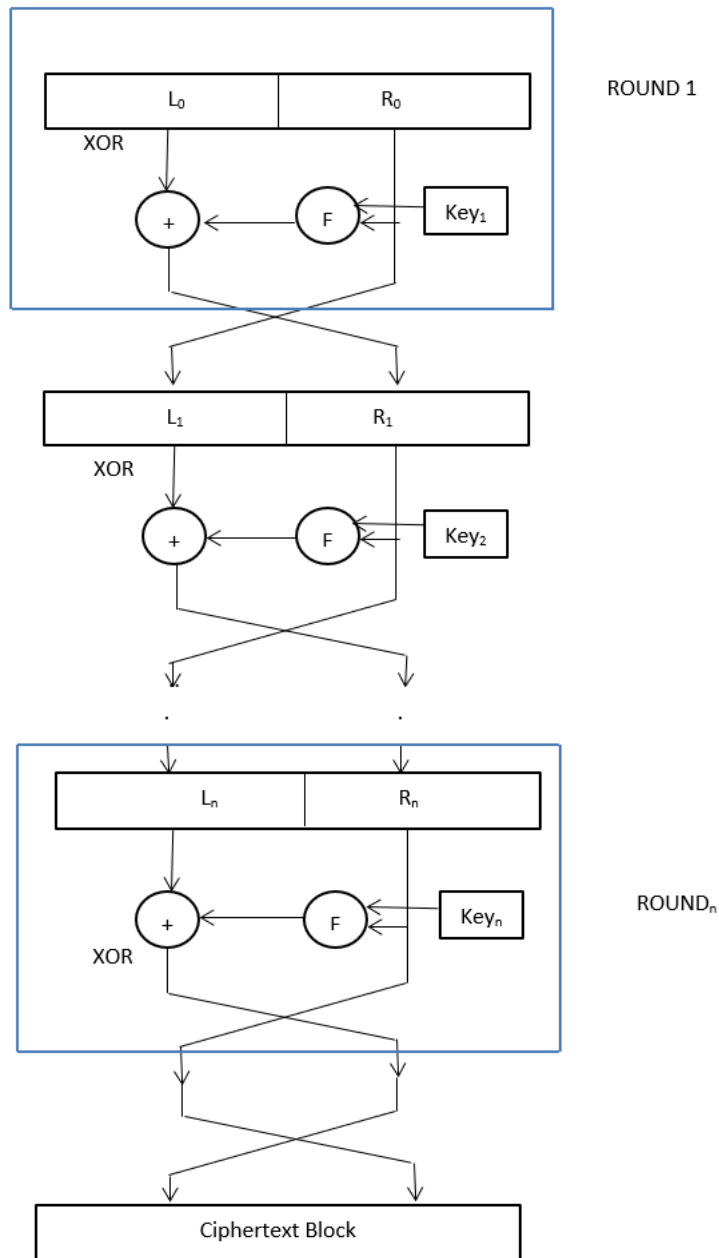 ROUND 1
L₀ R₀
XOR
+ F Key₁
L₁ R₁
XOR
+ F Key₂
..
. .
Lₙ Rₙ
+ F Keyₙ
ROUNDₙ
XOR
Ciphertext Block